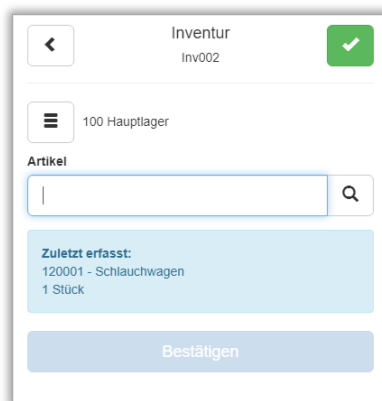 Inventur
Inv002
100 Hauptlager
Artikel
Zuletzt erfasst:
120001 - Schlauchwagen
1 Stück
Bestätigen